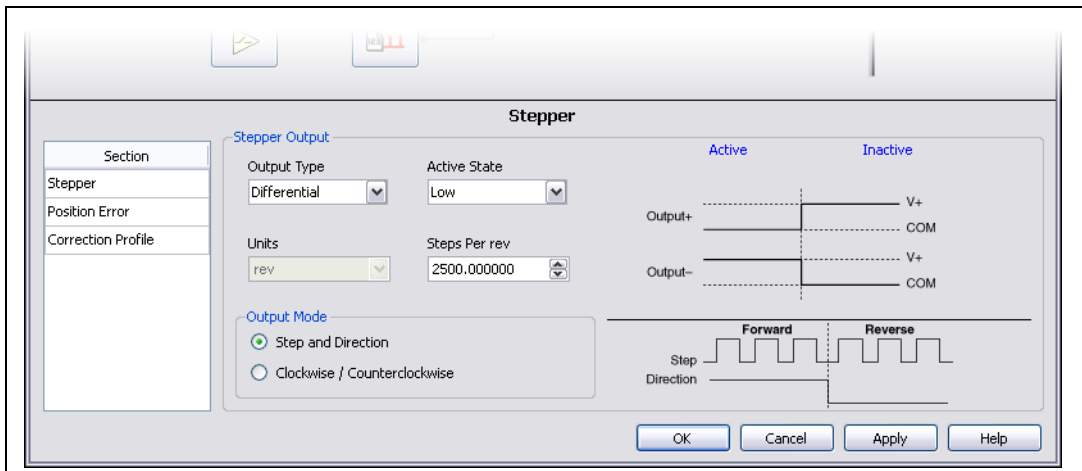 Stepper
Section
Stepper
Position Error
Correction Profile
Stepper Output
Output Type
Active State
Differential
Low
Units
Steps Per rev
rev
2500.000000
Output Mode
Step and Direction
Clockwise / Counterclockwise
Active
Inactive
Output+
V+
COM
Output–
V+
COM
Forward
Reverse
Step
Direction
OK
Cancel
Apply
Help